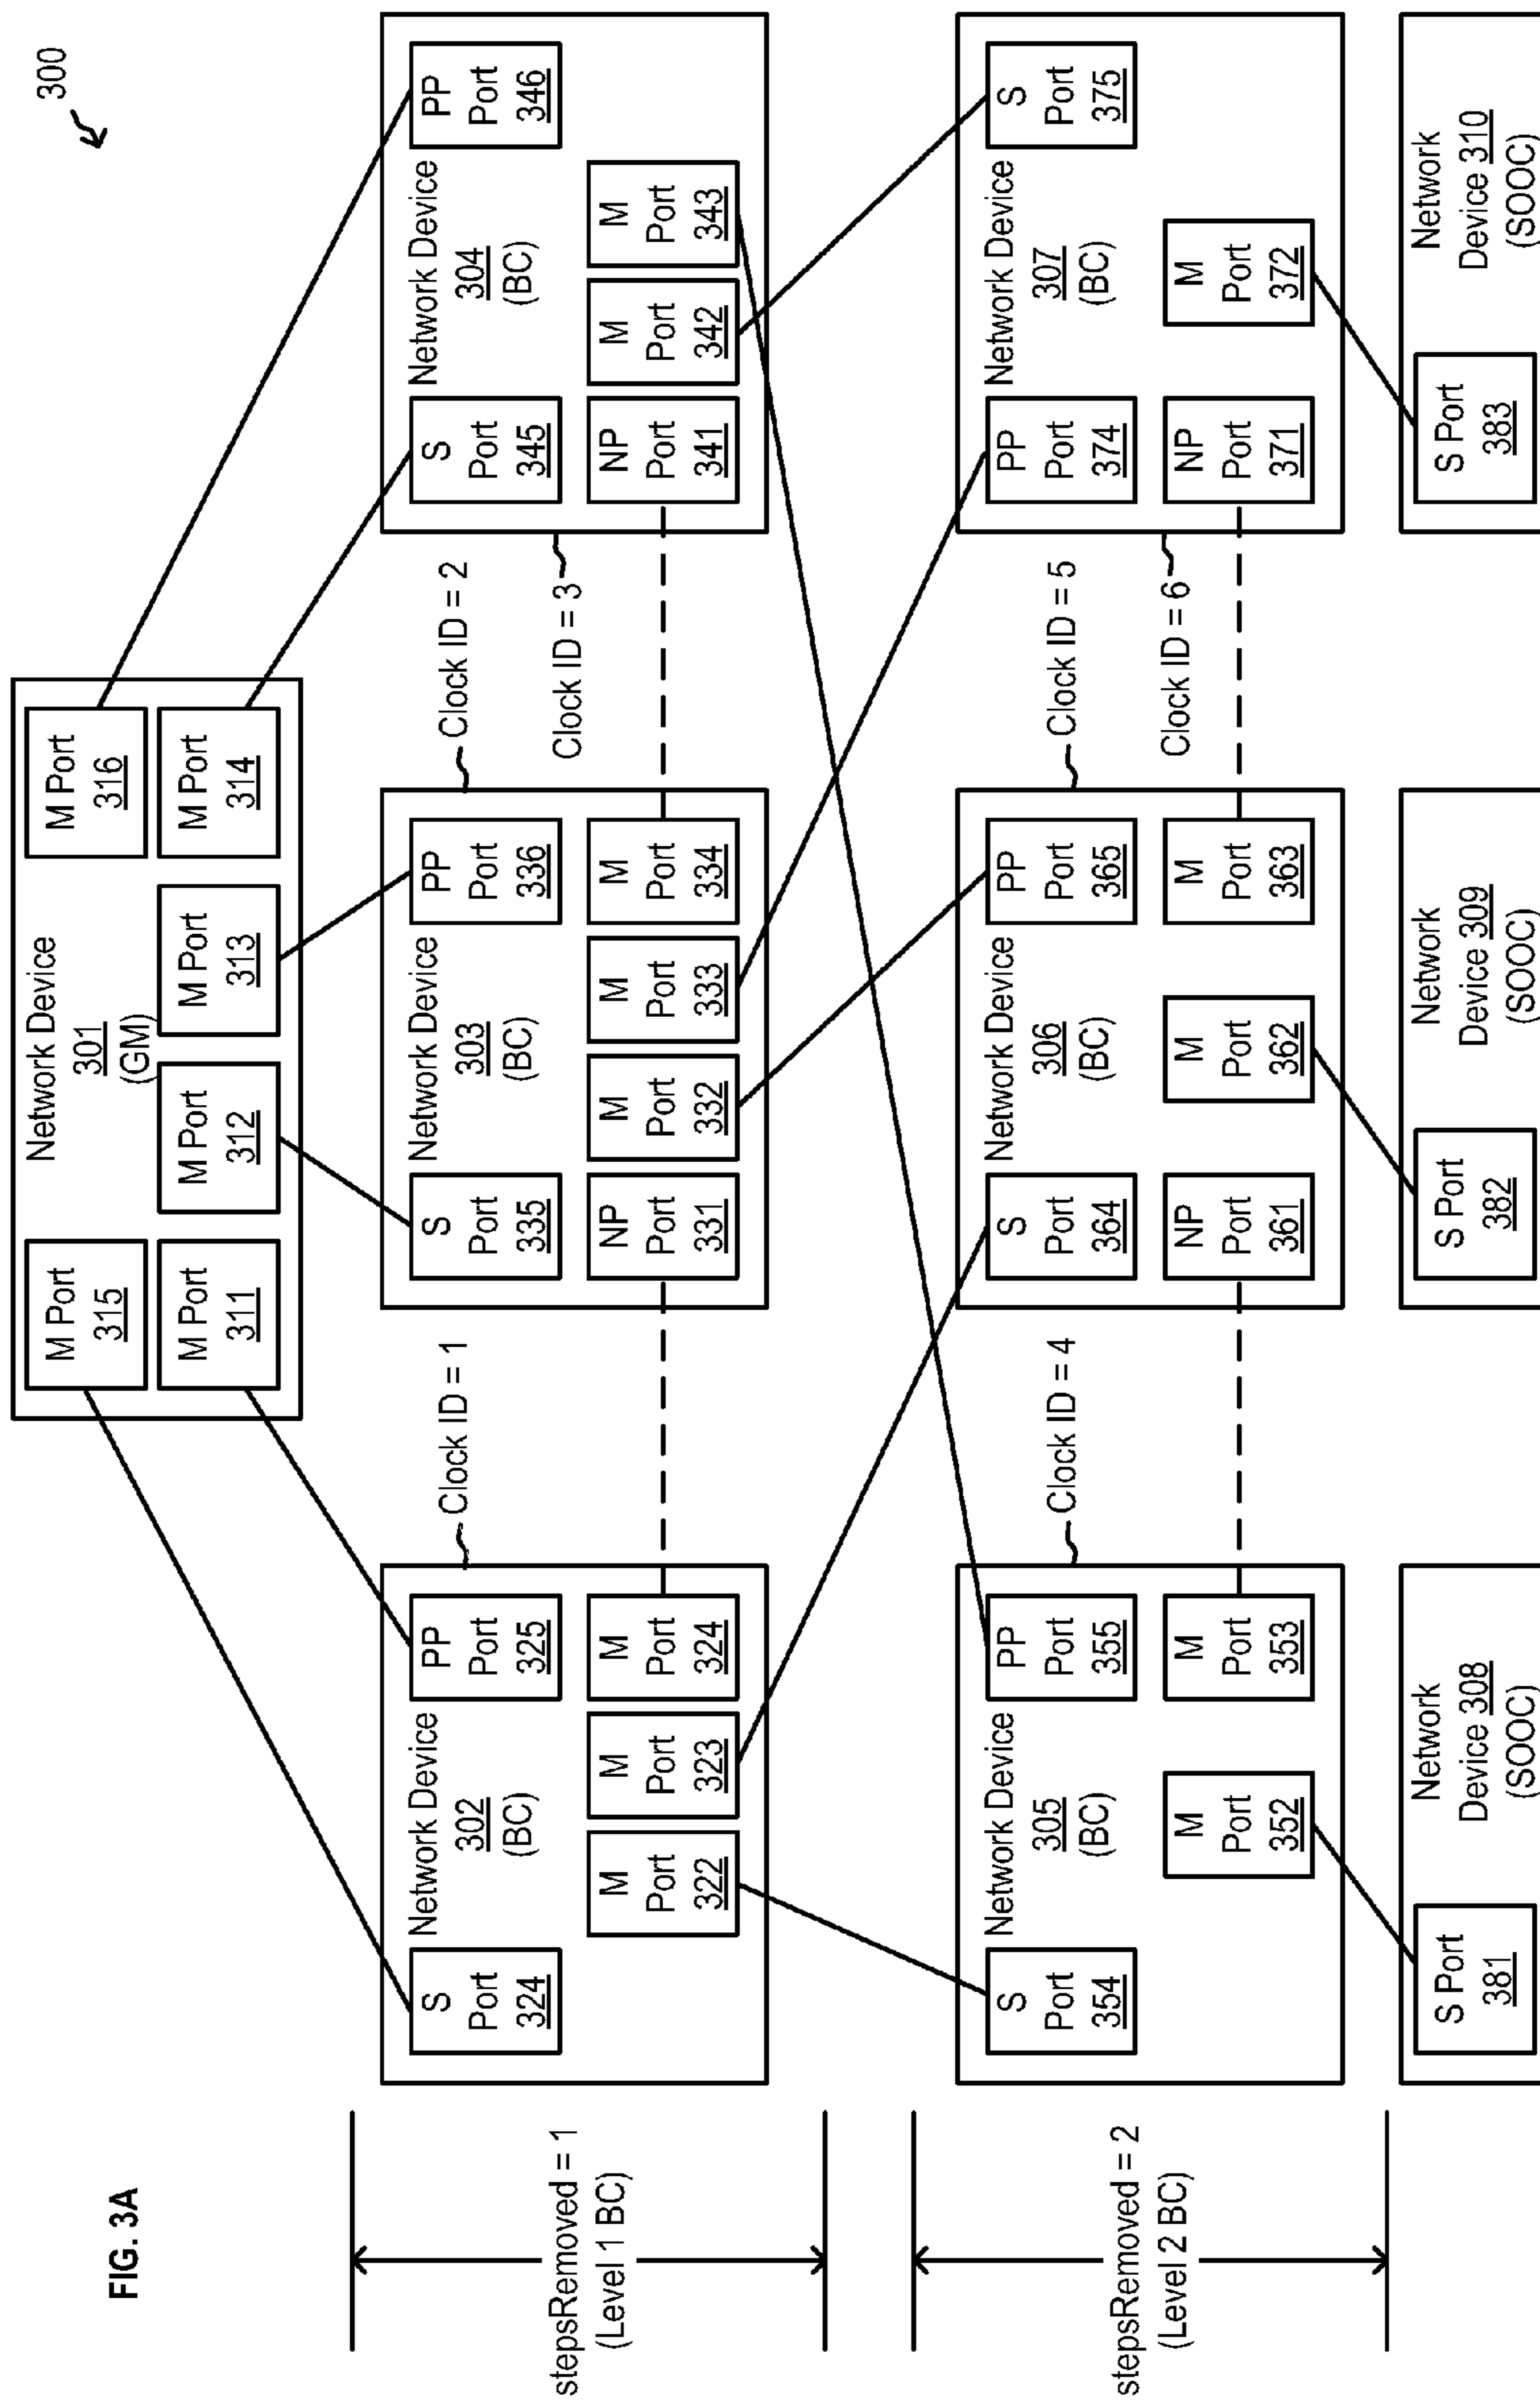 FIG. 3A
300
Network Device
301
(GM)
M Port
315
M Port
311
M Port
312
M Port
313
M Port
316
M Port
314
stepsRemoved = 1
(Level 1 BC)
Clock ID = 1
S
Port
324
Network Device
302
(BC)
PP
Port
325
M
Port
322
M
Port
323
M
Port
324
Clock ID = 2
S
Port
335
Network Device
303
(BC)
PP
Port
336
NP
Port
331
M
Port
332
M
Port
333
M
Port
334
Clock ID = 3
S
Port
345
Network Device
304
(BC)
PP
Port
346
NP
Port
341
M
Port
342
M
Port
343
stepsRemoved = 2
(Level 2 BC)
Clock ID = 4
S
Port
354
Network Device
305
(BC)
PP
Port
355
M
Port
352
M
Port
353
Clock ID = 5
S
Port
364
Network Device
306
(BC)
PP
Port
365
NP
Port
361
M
Port
362
M
Port
363
Clock ID = 6
PP
Port
374
Network Device
307
(BC)
S
Port
375
NP
Port
371
M
Port
372
S Port
381
Network
Device 308
(SOOC)
S Port
382
Network
Device 309
(SOOC)
S Port
383
Network
Device 310
(SOOC)